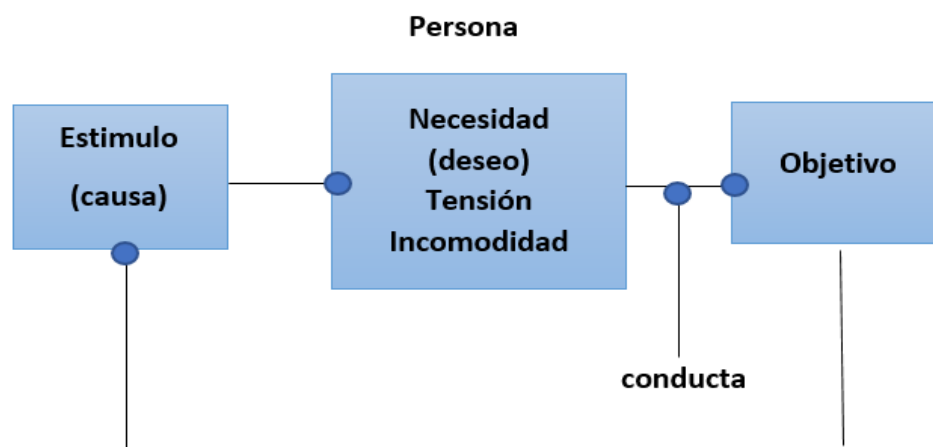 Persona
Estimulo
(causa)
Necesidad
(deseo)
Tensión
Incomodidad
Objetivo
conducta